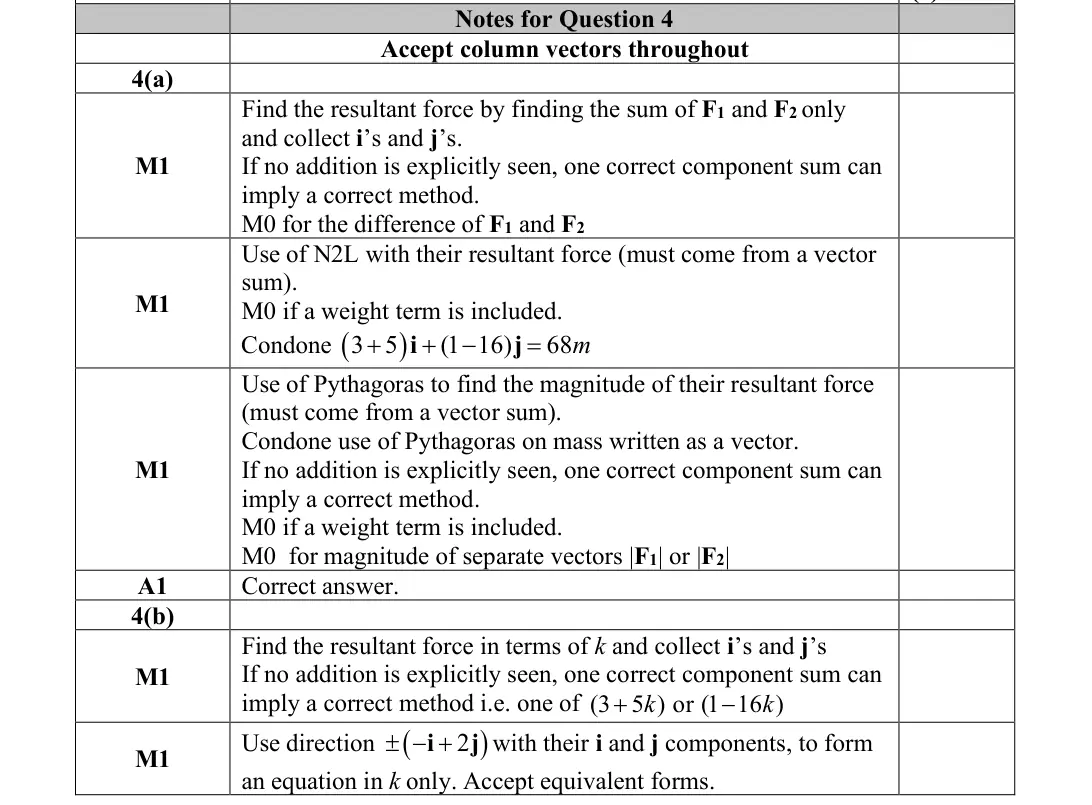 Notes for Question 4
Accept column vectors throughout
4(a)
M1
Find the resultant force by finding the sum of F₁ and F₂ only
and collect i’s and j’s.
If no addition is explicitly seen, one correct component sum can
imply a correct method.
M0 for the difference of F₁ and F₂
M1
Use of N2L with their resultant force (must come from a vector
sum).
M0 if a weight term is included.
Condone (3+5)i+(1−16)j=68m
M1
Use of Pythagoras to find the magnitude of their resultant force
(must come from a vector sum).
Condone use of Pythagoras on mass written as a vector.
If no addition is explicitly seen, one correct component sum can
imply a correct method.
M0 if a weight term is included.
M0  for magnitude of separate vectors |F₁| or |F₂|
A1
Correct answer.
4(b)
M1
Find the resultant force in terms of k and collect i’s and j’s
If no addition is explicitly seen, one correct component sum can
imply a correct method i.e. one of (3+5k) or (1−16k)
M1
Use direction ±(−i+2j) with their i and j components, to form
an equation in k only. Accept equivalent forms.